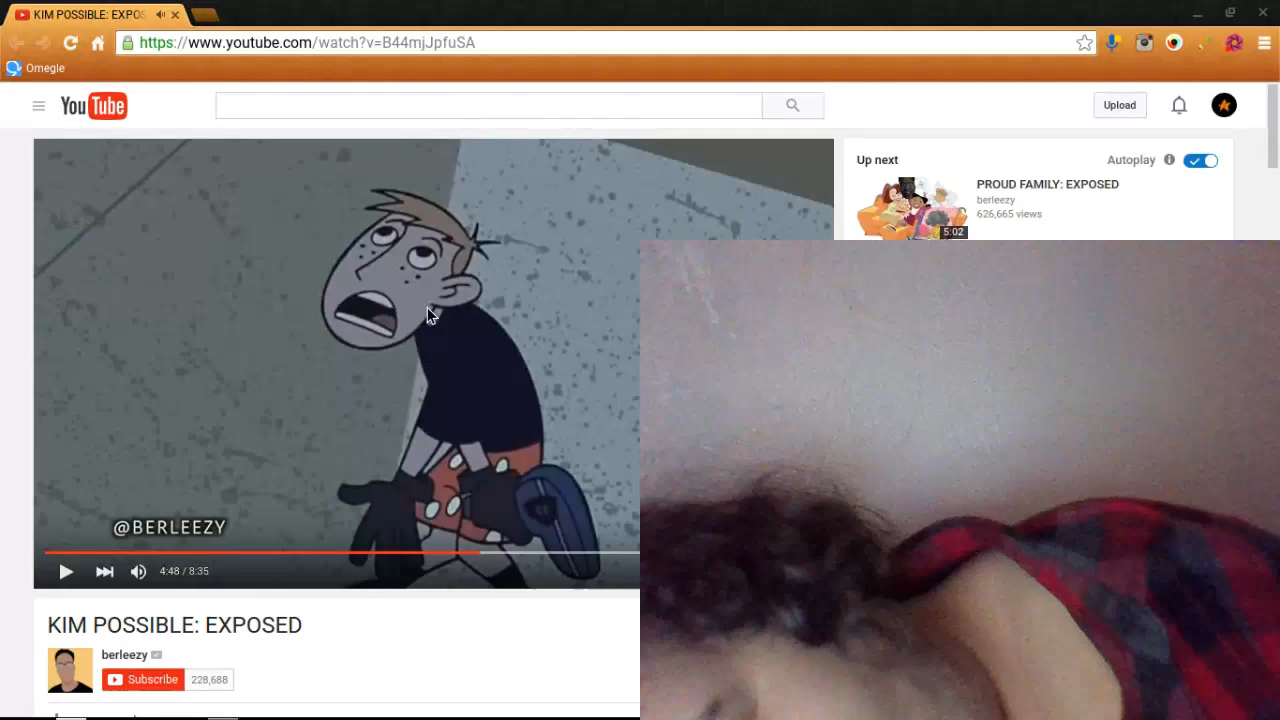 KIM POSSIBLE: EXPOS
https://www.youtube.com/watch?v=B44mjJpfuSA
Omegle
YouTube
Upload
Up next
Autoplay
PROUD FAMILY: EXPOSED
berleezy
626,665 views
5:02
@BERLEEZY
4:48 / 8:35
KIM POSSIBLE: EXPOSED
berleezy
Subscribe
228,688